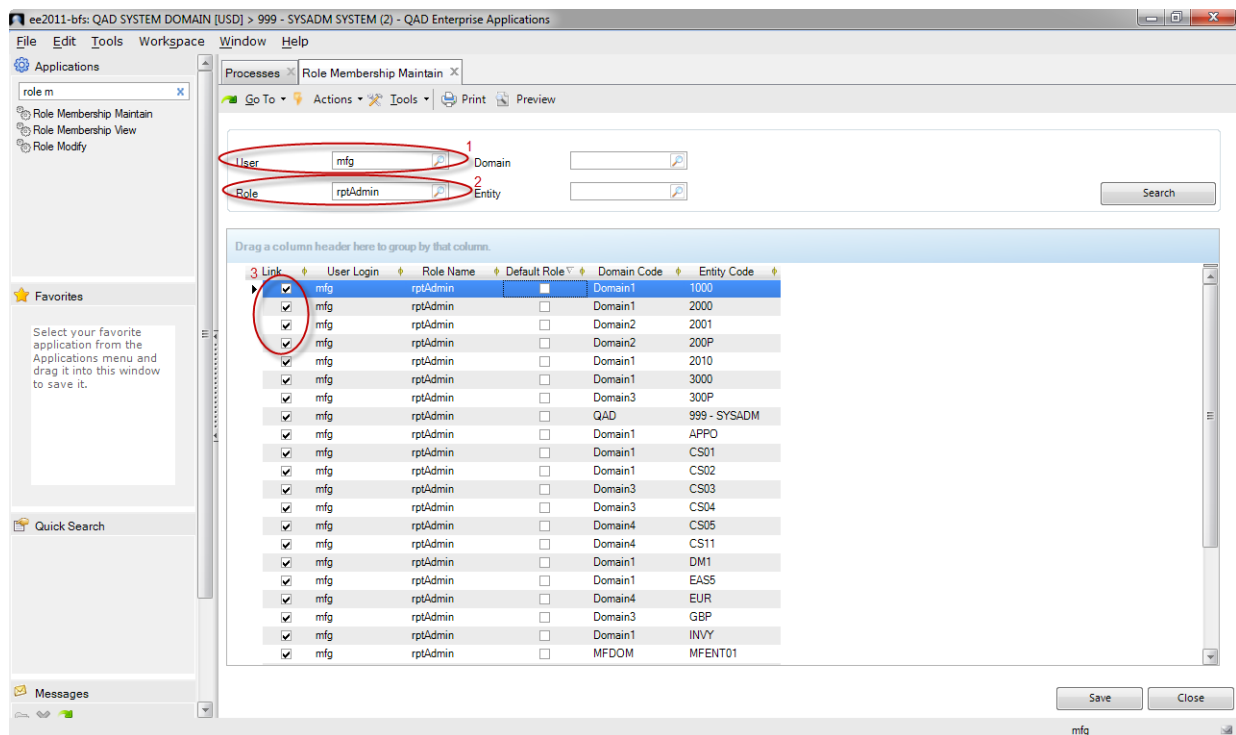 ee2011-bfs: QAD SYSTEM DOMAIN [USD] > 999 - SYSADM SYSTEM (2) - QAD Enterprise Applications
File Edit Tools Workspace Window Help
Applications
role m x
Role Membership Maintain
Role Membership View
Role Modify
Favorites
Select your favorite
application from the
Applications menu and
drag it into this window
to save it.
Quick Search
Messages
Processes Role Membership Maintain
Go To Actions Tools Print Preview
1
User mfg Domain
2
Role rptAdmin Entity Search
Drag a column header here to group by that column.
3 Link User Login Role Name Default Role Domain Code Entity Code
mfg rptAdmin Domain1 1000
mfg rptAdmin Domain1 2000
mfg rptAdmin Domain2 2001
mfg rptAdmin Domain2 200P
mfg rptAdmin Domain1 2010
mfg rptAdmin Domain1 3000
mfg rptAdmin Domain3 300P
mfg rptAdmin QAD 999 - SYSADM
mfg rptAdmin Domain1 APPO
mfg rptAdmin Domain1 CS01
mfg rptAdmin Domain1 CS02
mfg rptAdmin Domain3 CS03
mfg rptAdmin Domain3 CS04
mfg rptAdmin Domain4 CS05
mfg rptAdmin Domain4 CS11
mfg rptAdmin Domain1 DM1
mfg rptAdmin Domain1 EAS5
mfg rptAdmin Domain4 EUR
mfg rptAdmin Domain3 GBP
mfg rptAdmin Domain1 INVY
mfg rptAdmin MFDOM MFENT01
Save Close
mfg